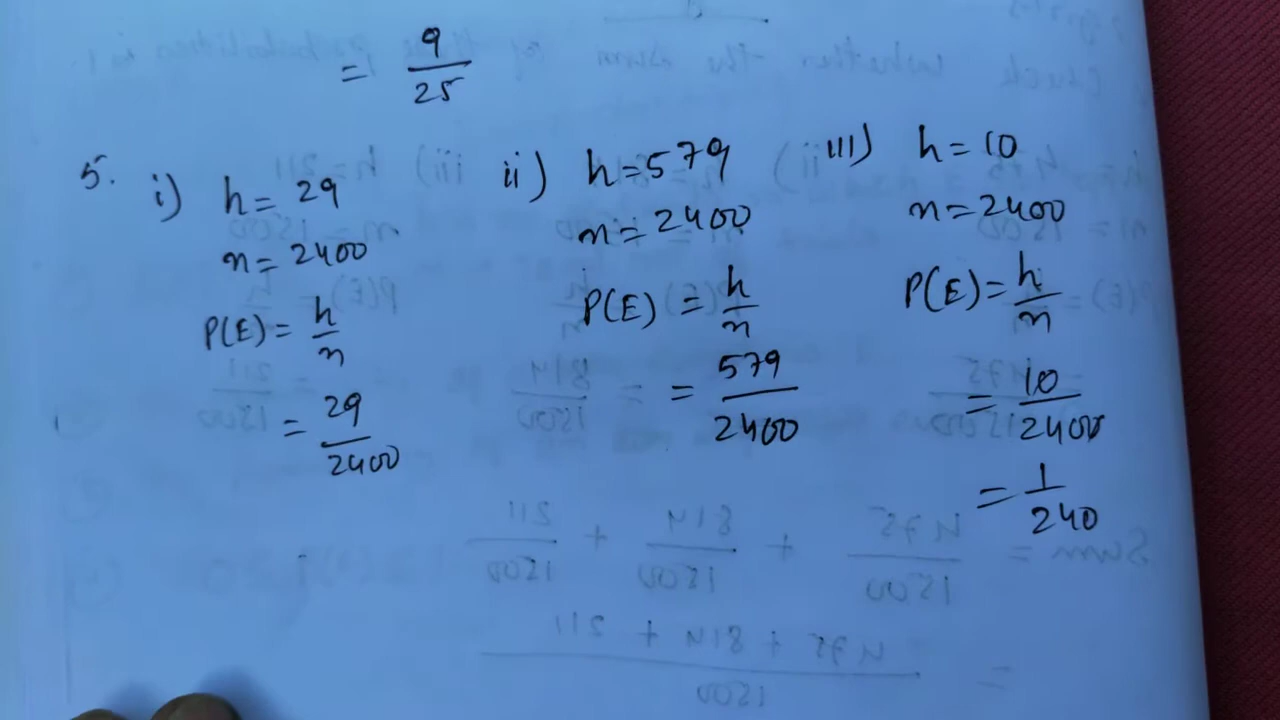 = 9/25
5. i) h = 29
n = 2400
P(E) = h/n
= 29/2400
ii) h = 579
n = 2400
P(E) = h/n
= 579/2400
iii) h = 10
n = 2400
P(E) = h/n
= 10/2400
= 1/240